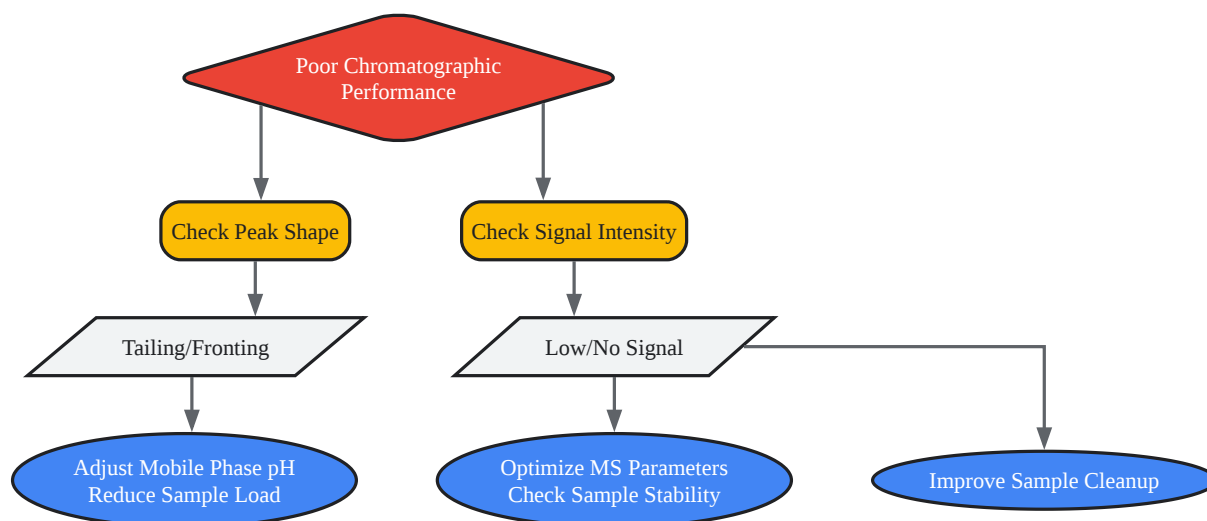 Poor Chromatographic
Performance
Check Peak Shape
Check Signal Intensity
Tailing/Fronting
Low/No Signal
Adjust Mobile Phase pH
Reduce Sample Load
Optimize MS Parameters
Check Sample Stability
Improve Sample Cleanup